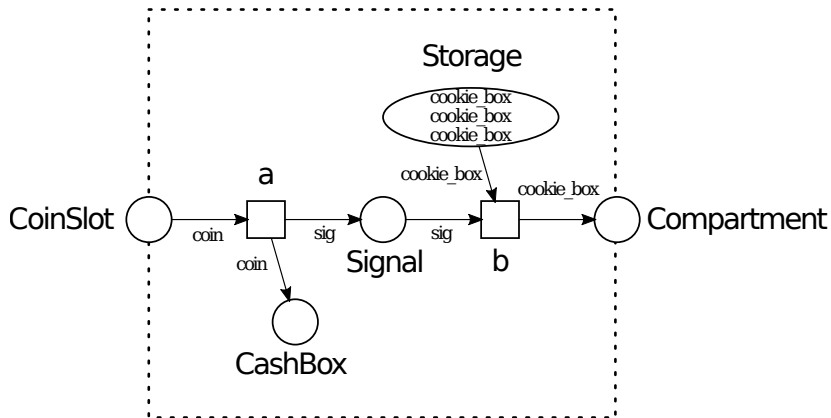 Storage
cookie_box
cookie_box
cookie_box
a
cookie_box
cookie_box
CoinSlot
Compartment
coin
sig
sig
Signal
b
coin
CashBox